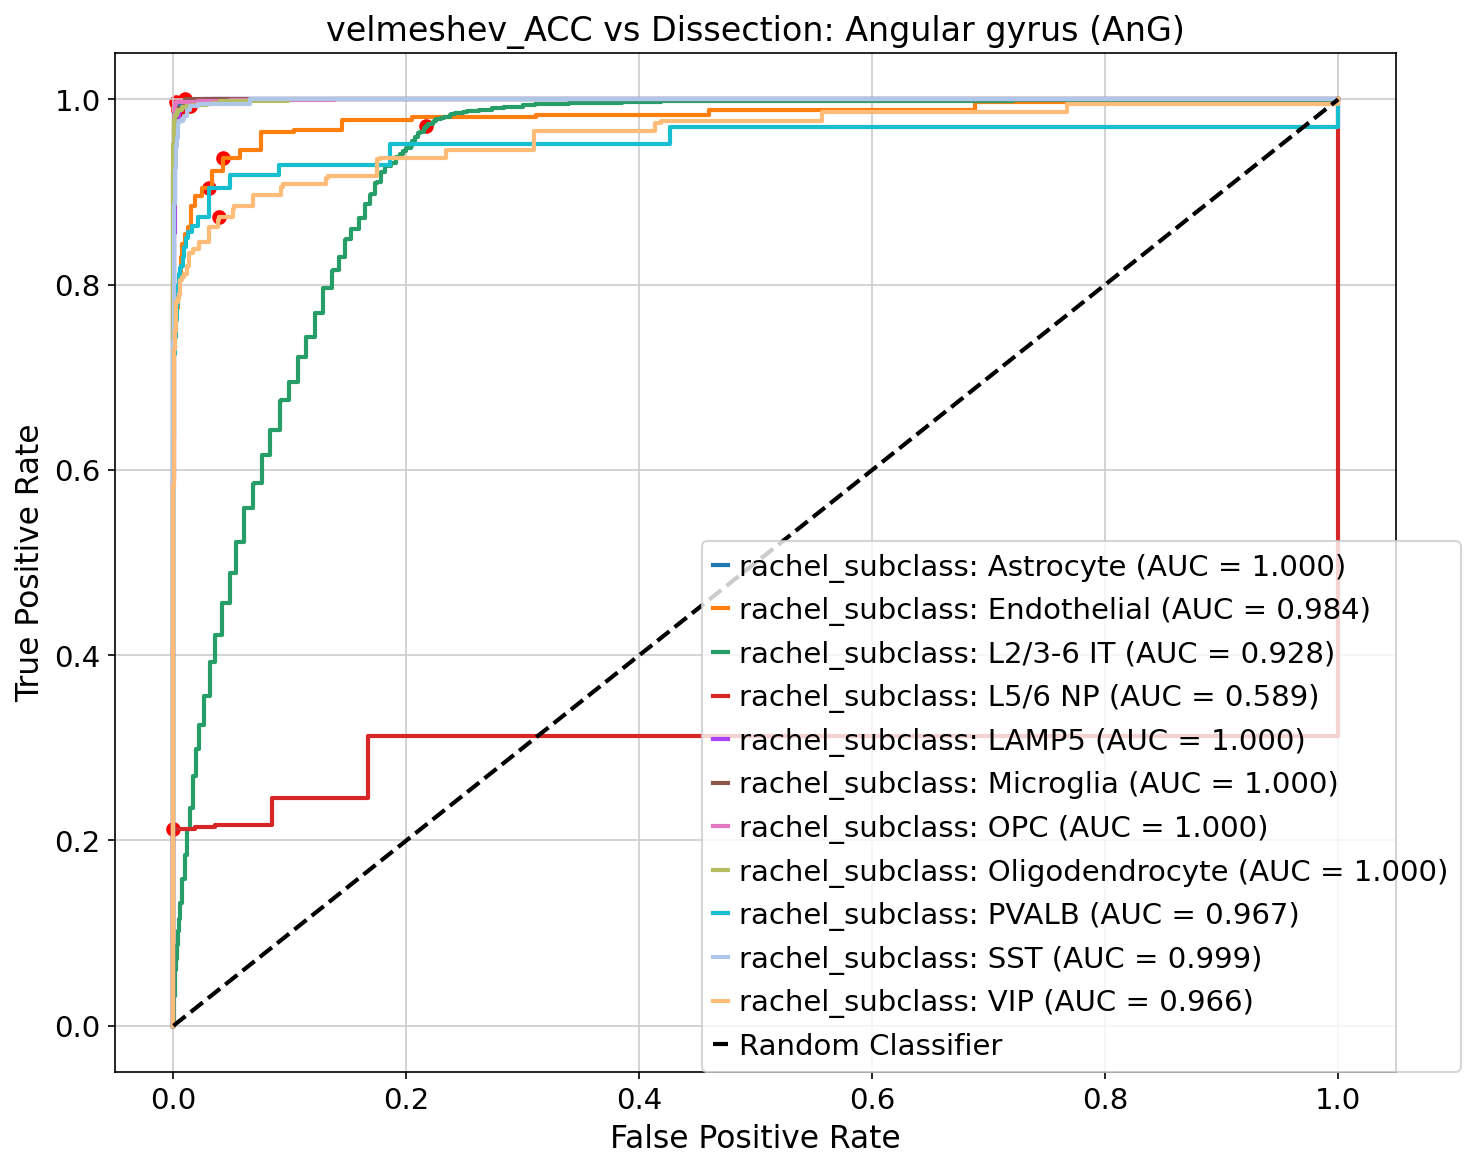 velmeshev_ACC vs Dissection: Angular gyrus (AnG)
True Positive Rate
1.0
0.8
0.6
0.4
0.2
0.0
rachel_subclass: Astrocyte (AUC = 1.000)
rachel_subclass: Endothelial (AUC = 0.984)
rachel_subclass: L2/3-6 IT (AUC = 0.928)
rachel_subclass: L5/6 NP (AUC = 0.589)
rachel_subclass: LAMP5 (AUC = 1.000)
rachel_subclass: Microglia (AUC = 1.000)
rachel_subclass: OPC (AUC = 1.000)
rachel_subclass: Oligodendrocyte (AUC = 1.000)
rachel_subclass: PVALB (AUC = 0.967)
rachel_subclass: SST (AUC = 0.999)
rachel_subclass: VIP (AUC = 0.966)
Random Classifier
0.0 0.2 0.4 0.6 0.8 1.0
False Positive Rate